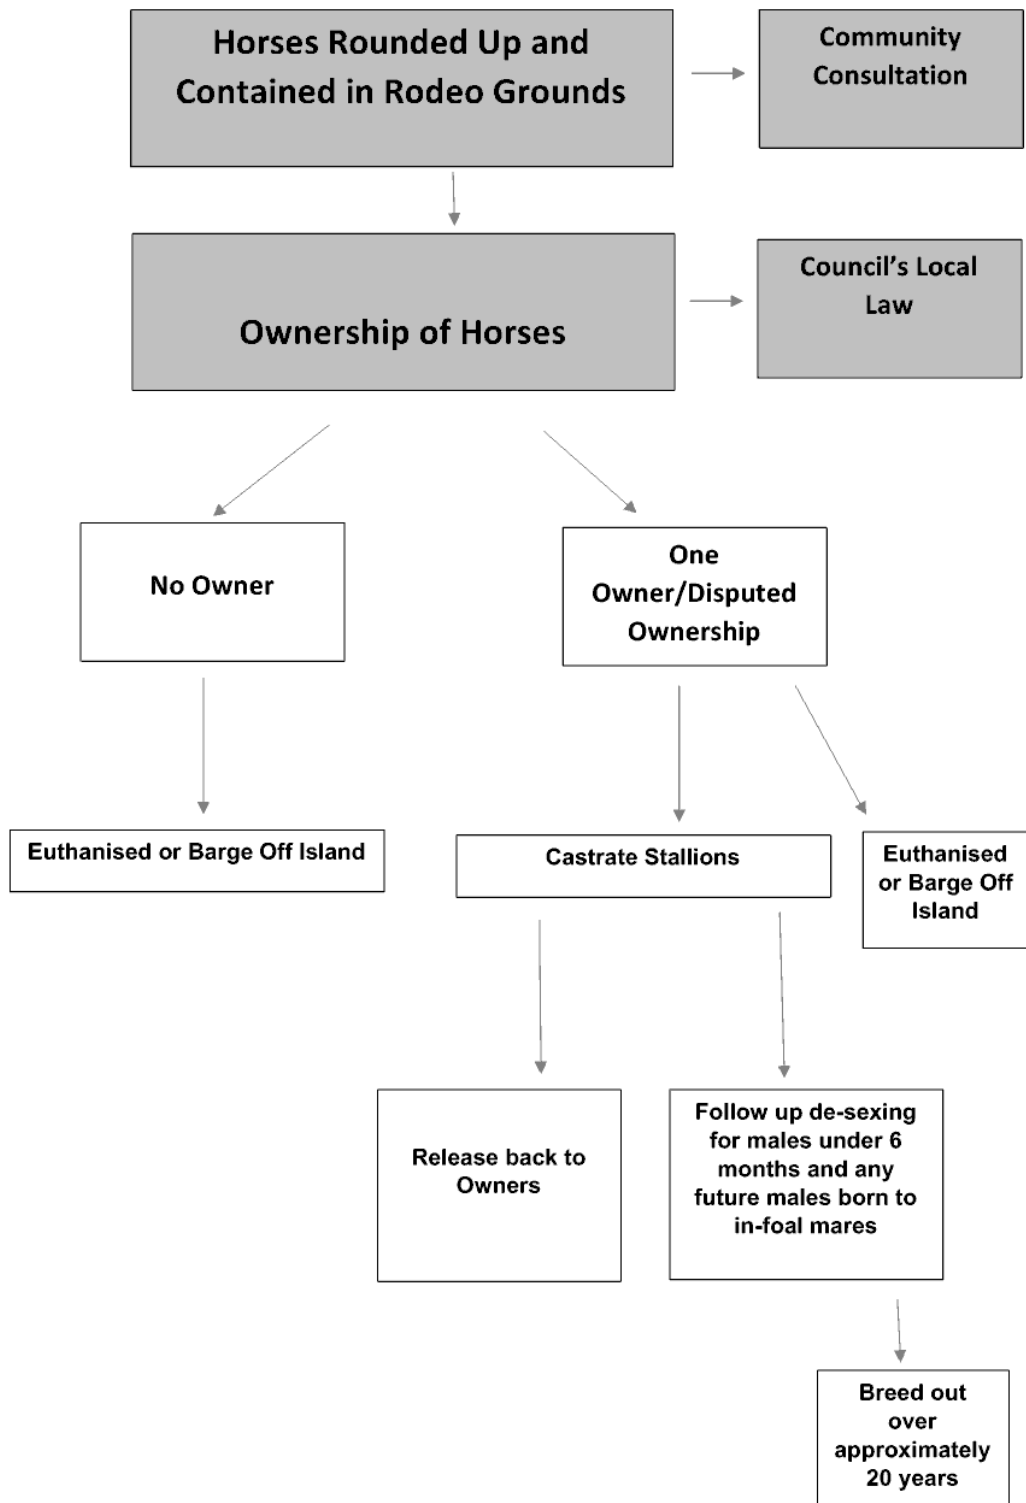 Horses Rounded Up and
Contained in Rodeo Grounds
Community
Consultation
Ownership of Horses
Council’s Local
Law
No Owner
One
Owner/Disputed
Ownership
Euthanised or Barge Off Island
Castrate Stallions
Euthanised
or Barge Off
Island
Release back to
Owners
Follow up de-sexing
for males under 6
months and any
future males born to
in-foal mares
Breed out
over
approximately
20 years